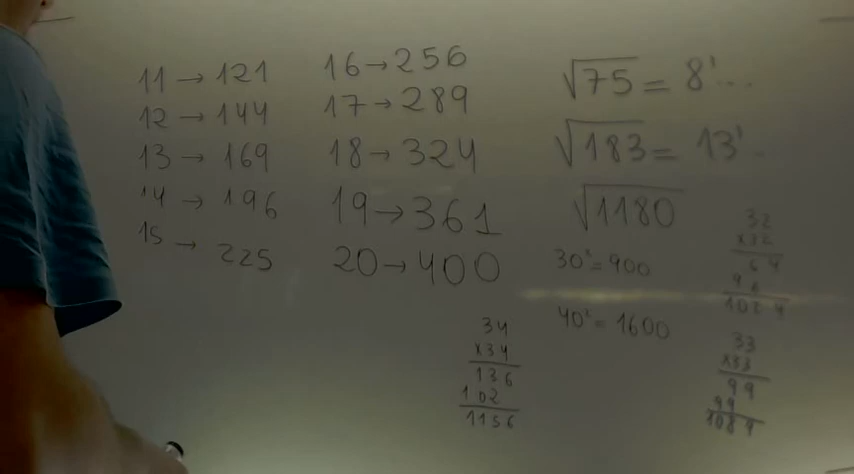 11 → 121
12 → 144
13 → 169
14 → 196
15 → 225
16 → 256
17 → 289
18 → 324
19 → 361
20 → 400
√75 = 8'...
√183 = 13'..
√1180
30² = 900
40² = 1600
34
x34
136
102
1156
32
x32
64
96
1024
33
x33
99
99
1089